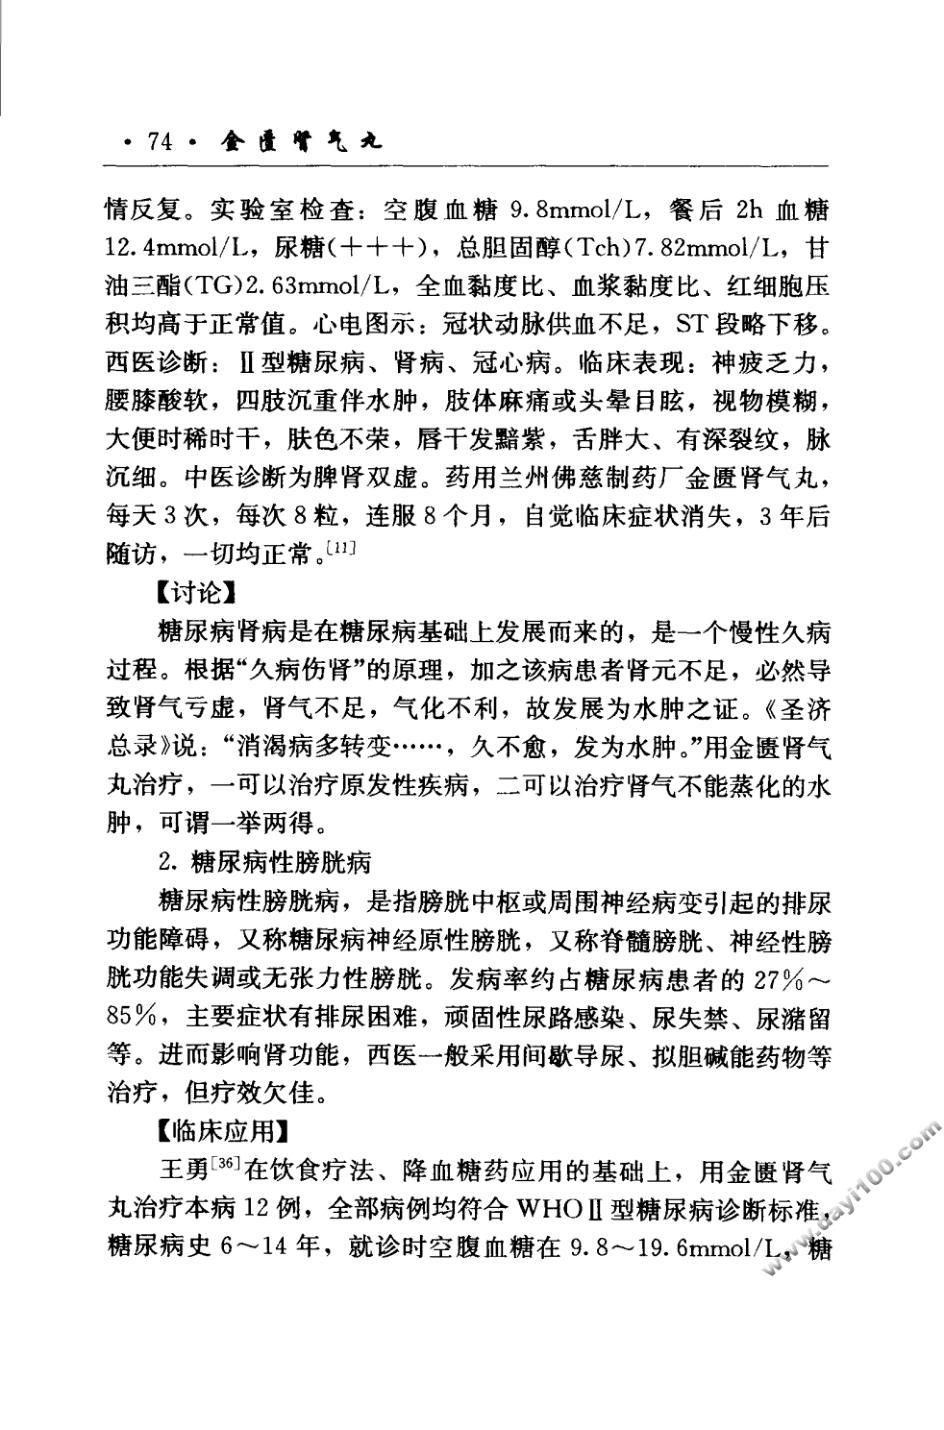 · 74 · 金匮肾气丸
情反复。实验室检查：空腹血糖 9.8mmol/L，餐后 2h 血糖
12.4mmol/L，尿糖(＋＋＋)，总胆固醇(Tch)7.82mmol/L，甘
油三酯(TG)2.63mmol/L，全血黏度比、血浆黏度比、红细胞压
积均高于正常值。心电图示：冠状动脉供血不足，ST 段略下移。
西医诊断：Ⅱ型糖尿病、肾病、冠心病。临床表现：神疲乏力，
腰膝酸软，四肢沉重伴水肿，肢体麻痛或头晕目眩，视物模糊，
大便时稀时干，肤色不荣，唇干发黯紫，舌胖大、有深裂纹，脉
沉细。中医诊断为脾肾双虚。药用兰州佛慈制药厂金匮肾气丸，
每天 3 次，每次 8 粒，连服 8 个月，自觉临床症状消失，3 年后
随访，一切均正常。[11]
【讨论】
糖尿病肾病是在糖尿病基础上发展而来的，是一个慢性久病
过程。根据“久病伤肾”的原理，加之该病患者肾元不足，必然导
致肾气亏虚，肾气不足，气化不利，故发展为水肿之证。《圣济
总录》说：“消渴病多转变……，久不愈，发为水肿。”用金匮肾气
丸治疗，一可以治疗原发性疾病，二可以治疗肾气不能蒸化的水
肿，可谓一举两得。
2. 糖尿病性膀胱病
糖尿病性膀胱病，是指膀胱中枢或周围神经病变引起的排尿
功能障碍，又称糖尿病神经原性膀胱，又称脊髓膀胱、神经性膀
胱功能失调或无张力性膀胱。发病率约占糖尿病患者的 27%～
85%，主要症状有排尿困难，顽固性尿路感染、尿失禁、尿潴留
等。进而影响肾功能，西医一般采用间歇导尿、拟胆碱能药物等
治疗，但疗效欠佳。
【临床应用】
王勇[36]在饮食疗法、降血糖药应用的基础上，用金匮肾气
丸治疗本病 12 例，全部病例均符合 WHOⅡ型糖尿病诊断标准，
糖尿病史 6～14 年，就诊时空腹血糖在 9.8～19.6mmol/L，糖
www.dayi100.com